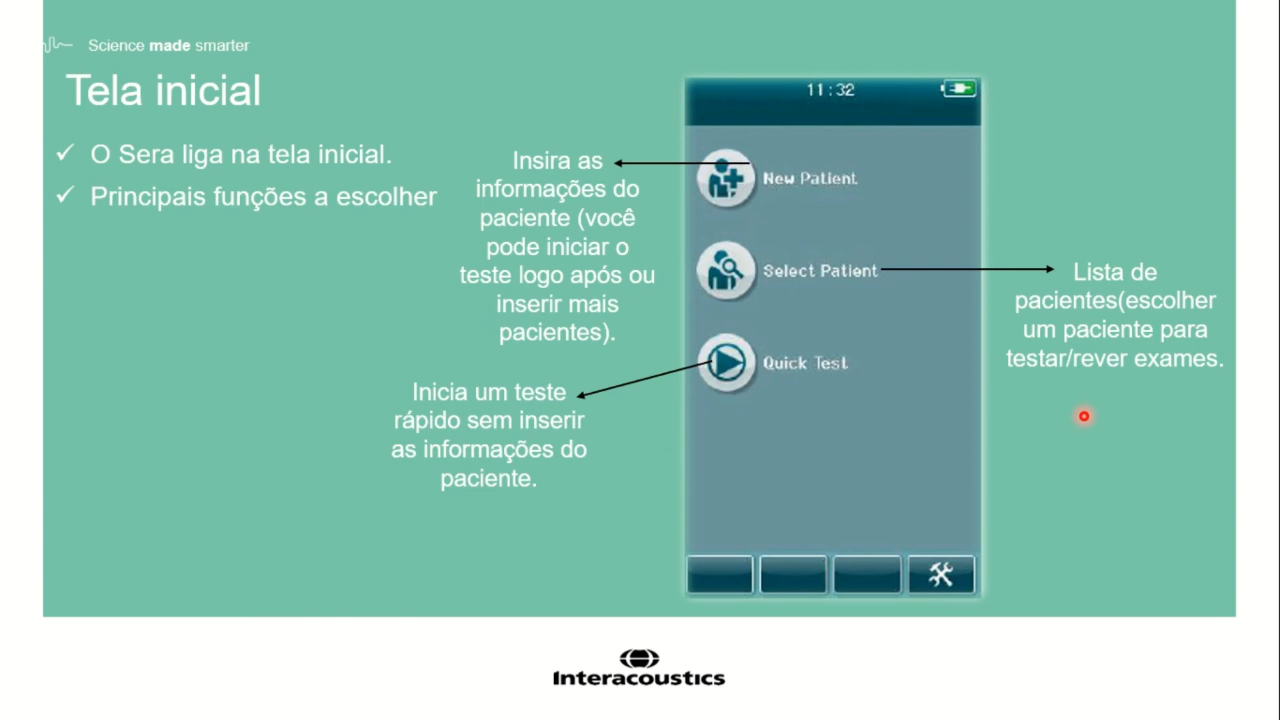 Science made smarter
Tela inicial
✓ O Sera liga na tela inicial.
✓ Principais funções a escolher
Insira as
informações do
paciente (você
pode iniciar o
teste logo após ou
inserir mais
pacientes).
Inicia um teste
rápido sem inserir
as informações do
paciente.
11:32
New Patient
Select Patient
Quick Test
Lista de
pacientes(escolher
um paciente para
testar/rever exames.
Interacoustics